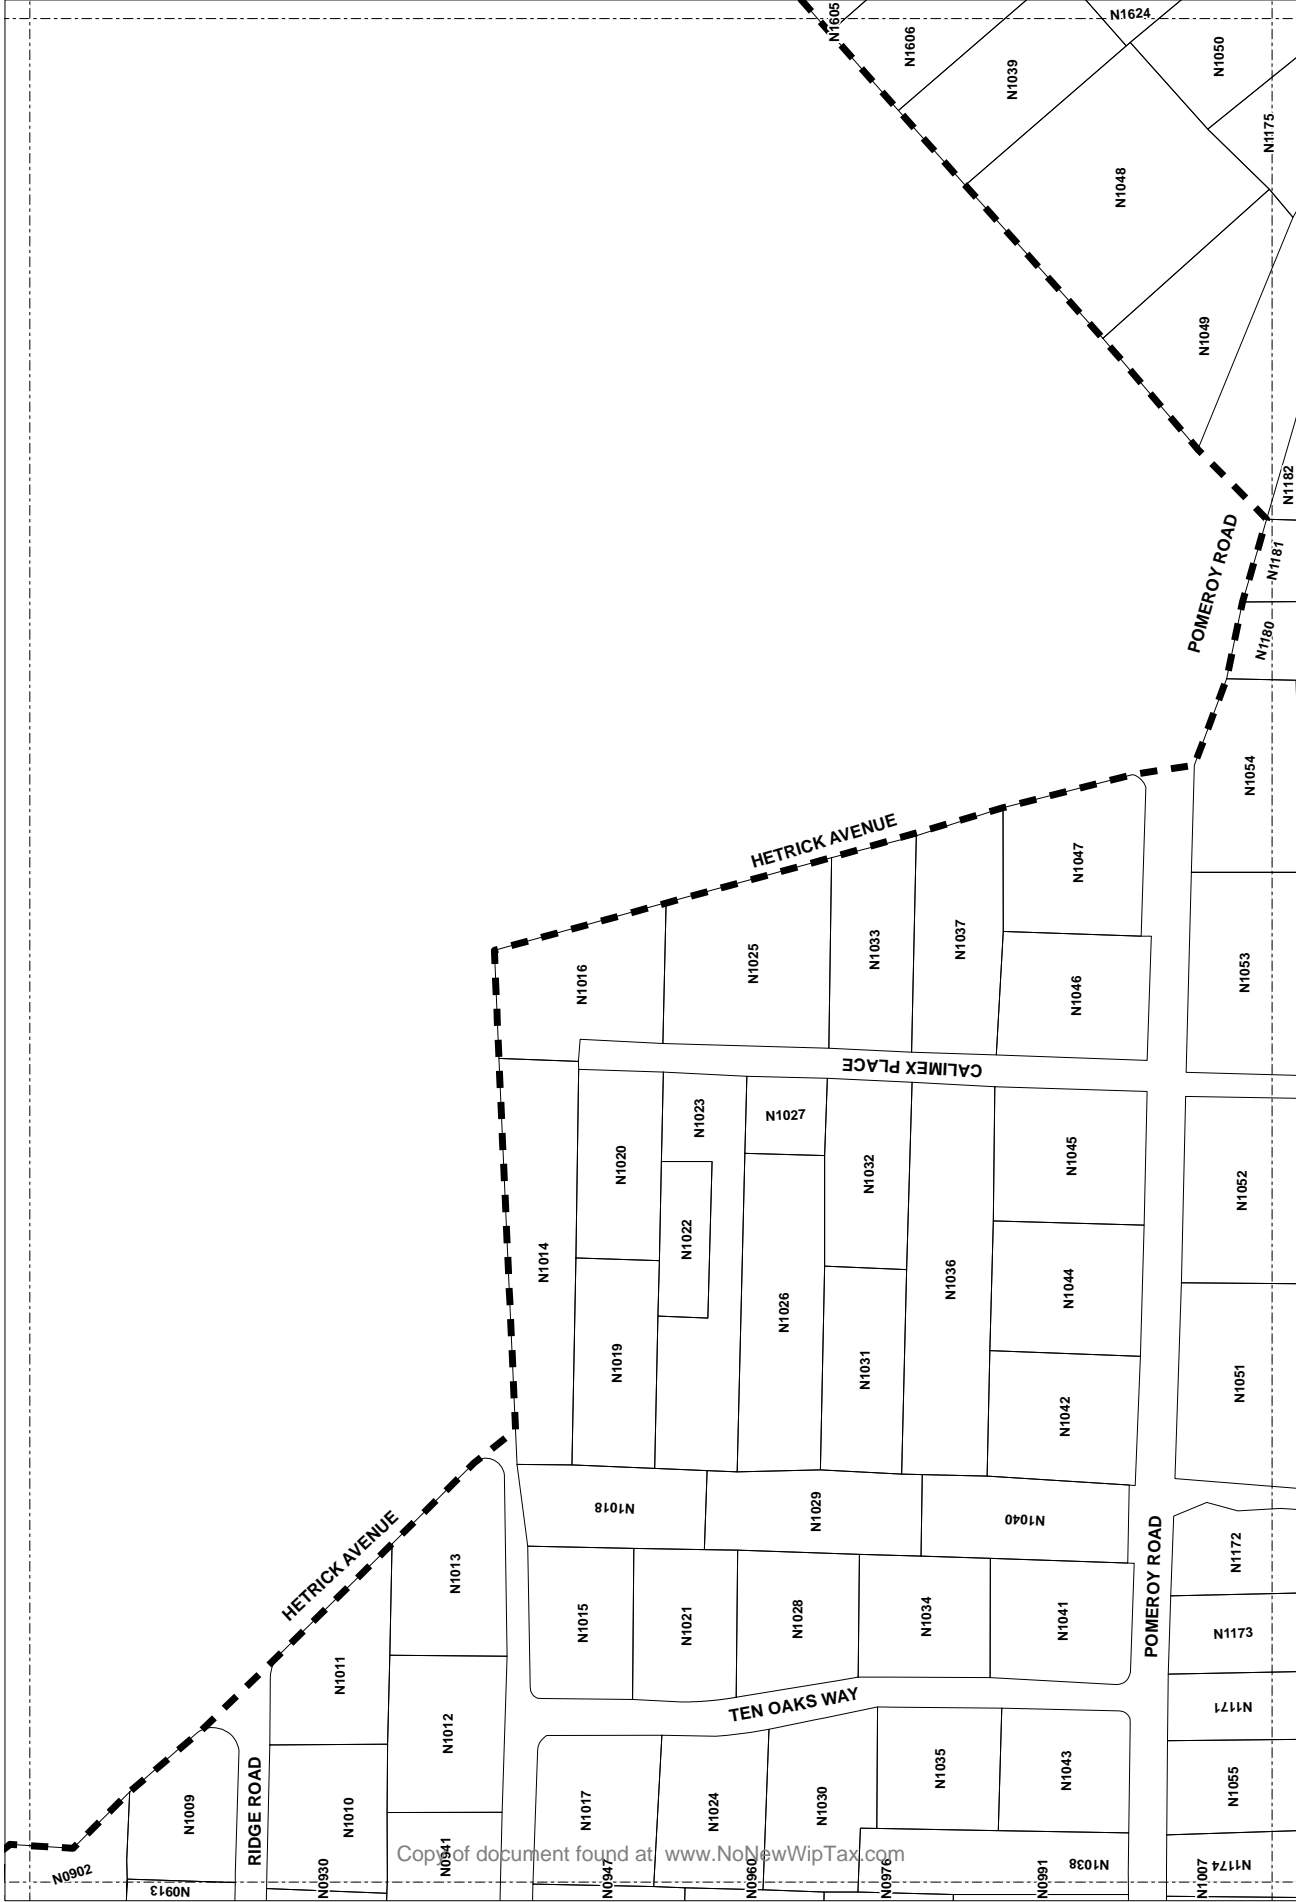 N1605
N1624
N1606
N1039
N1050
N1175
N1048
N1049
N1182
POMEROY ROAD
N1181
N1180
N1054
HETRICK AVENUE
N1047
N1033
N1037
N1025
N1016
N1046
N1053
CALIMEX PLACE
N1023
N1027
N1020
N1032
N1045
N1052
N1022
N1014
N1036
N1044
N1026
N1019
N1031
N1042
N1051
N1018
N1029
N1040
HETRICK AVENUE
N1013
N1172
POMEROY ROAD
N1015
N1021
N1028
N1034
N1041
N1173
N1011
TEN OAKS WAY
N1171
N1012
N1035
N1043
N1055
RIDGE ROAD
N1009
N1010
N1017
N1024
N1030
Copy of document found at www.NoNewWipTax.com
N0902
N0913
N0930
N0941
N0947
N0960
N0976
N0991
N1038
N1007
N1174